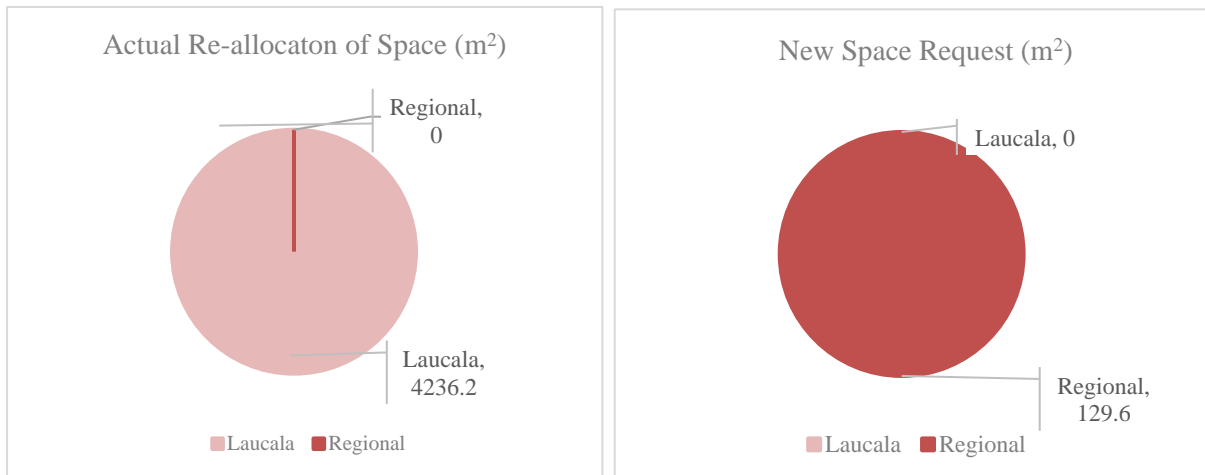 Actual Re-allocaton of Space (m²)
Regional,
0
Laucala,
4236.2
Laucala Regional
New Space Request (m²)
Laucala, 0
Regional,
129.6
Laucala Regional